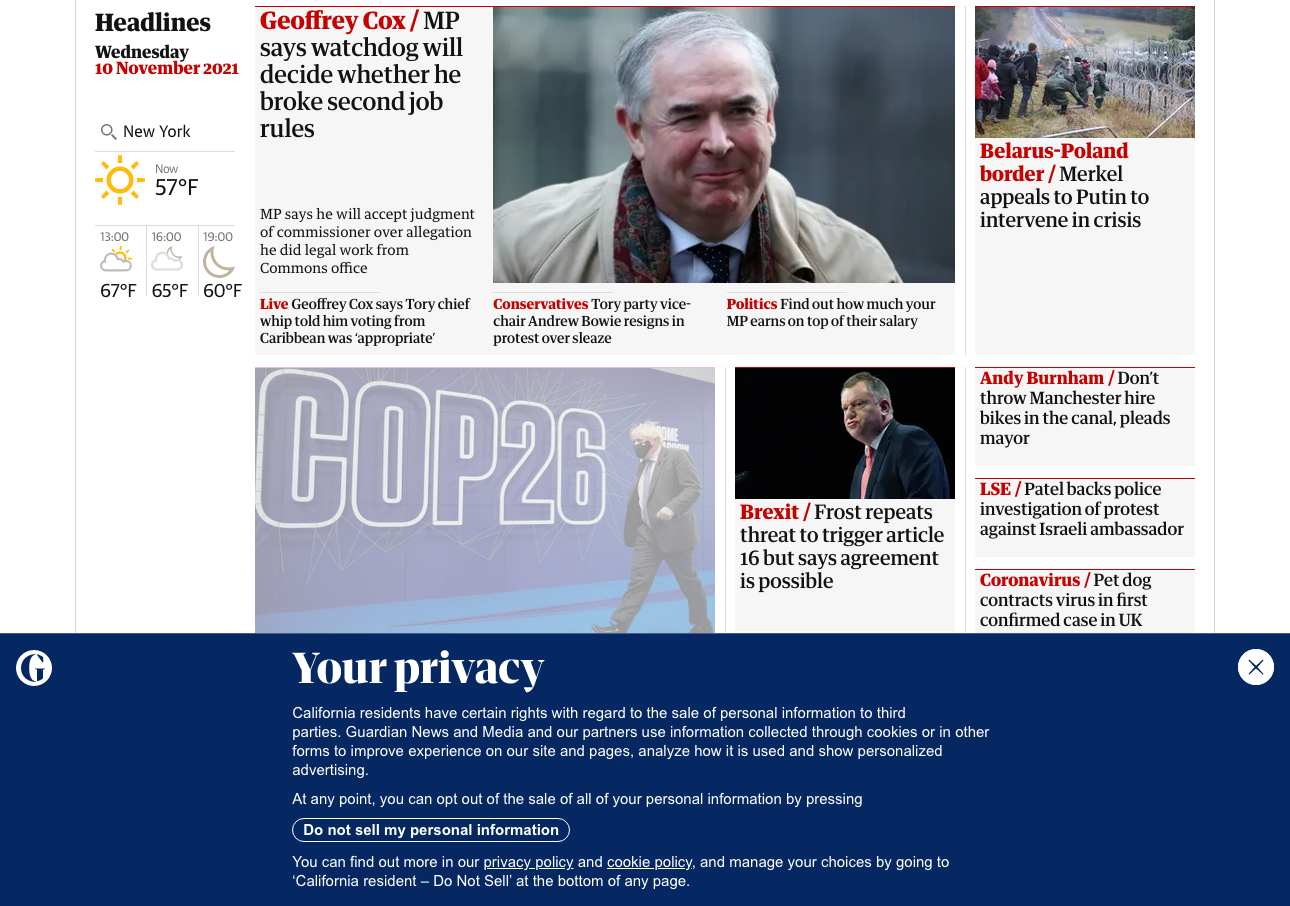 Headlines
Wednesday
10 November 2021
New York
Now
57°F
13:00
16:00
19:00
67°F
65°F
60°F
Geoffrey Cox / MP
says watchdog will
decide whether he
broke second job
rules
MP says he will accept judgment
of commissioner over allegation
he did legal work from
Commons office
Live Geoffrey Cox says Tory chief
whip told him voting from
Caribbean was ‘appropriate’
Conservatives Tory party vice-
chair Andrew Bowie resigns in
protest over sleaze
Politics Find out how much your
MP earns on top of their salary
Belarus-Poland
border / Merkel
appeals to Putin to
intervene in crisis
COP26
Brexit / Frost repeats
threat to trigger article
16 but says agreement
is possible
Andy Burnham / Don’t
throw Manchester hire
bikes in the canal, pleads
mayor
LSE / Patel backs police
investigation of protest
against Israeli ambassador
Coronavirus / Pet dog
contracts virus in first
confirmed case in UK
Your privacy
California residents have certain rights with regard to the sale of personal information to third
parties. Guardian News and Media and our partners use information collected through cookies or in other
forms to improve experience on our site and pages, analyze how it is used and show personalized
advertising.
At any point, you can opt out of the sale of all of your personal information by pressing
Do not sell my personal information
You can find out more in our privacy policy and cookie policy, and manage your choices by going to
‘California resident – Do Not Sell’ at the bottom of any page.